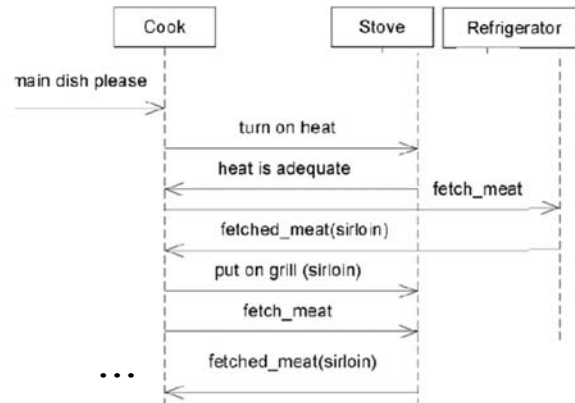 Cook
Stove
Refrigerator
main dish please
turn on heat
heat is adequate
fetch_meat
fetched_meat(sirloin)
put on grill (sirloin)
fetch_meat
fetched_meat(sirloin)
...